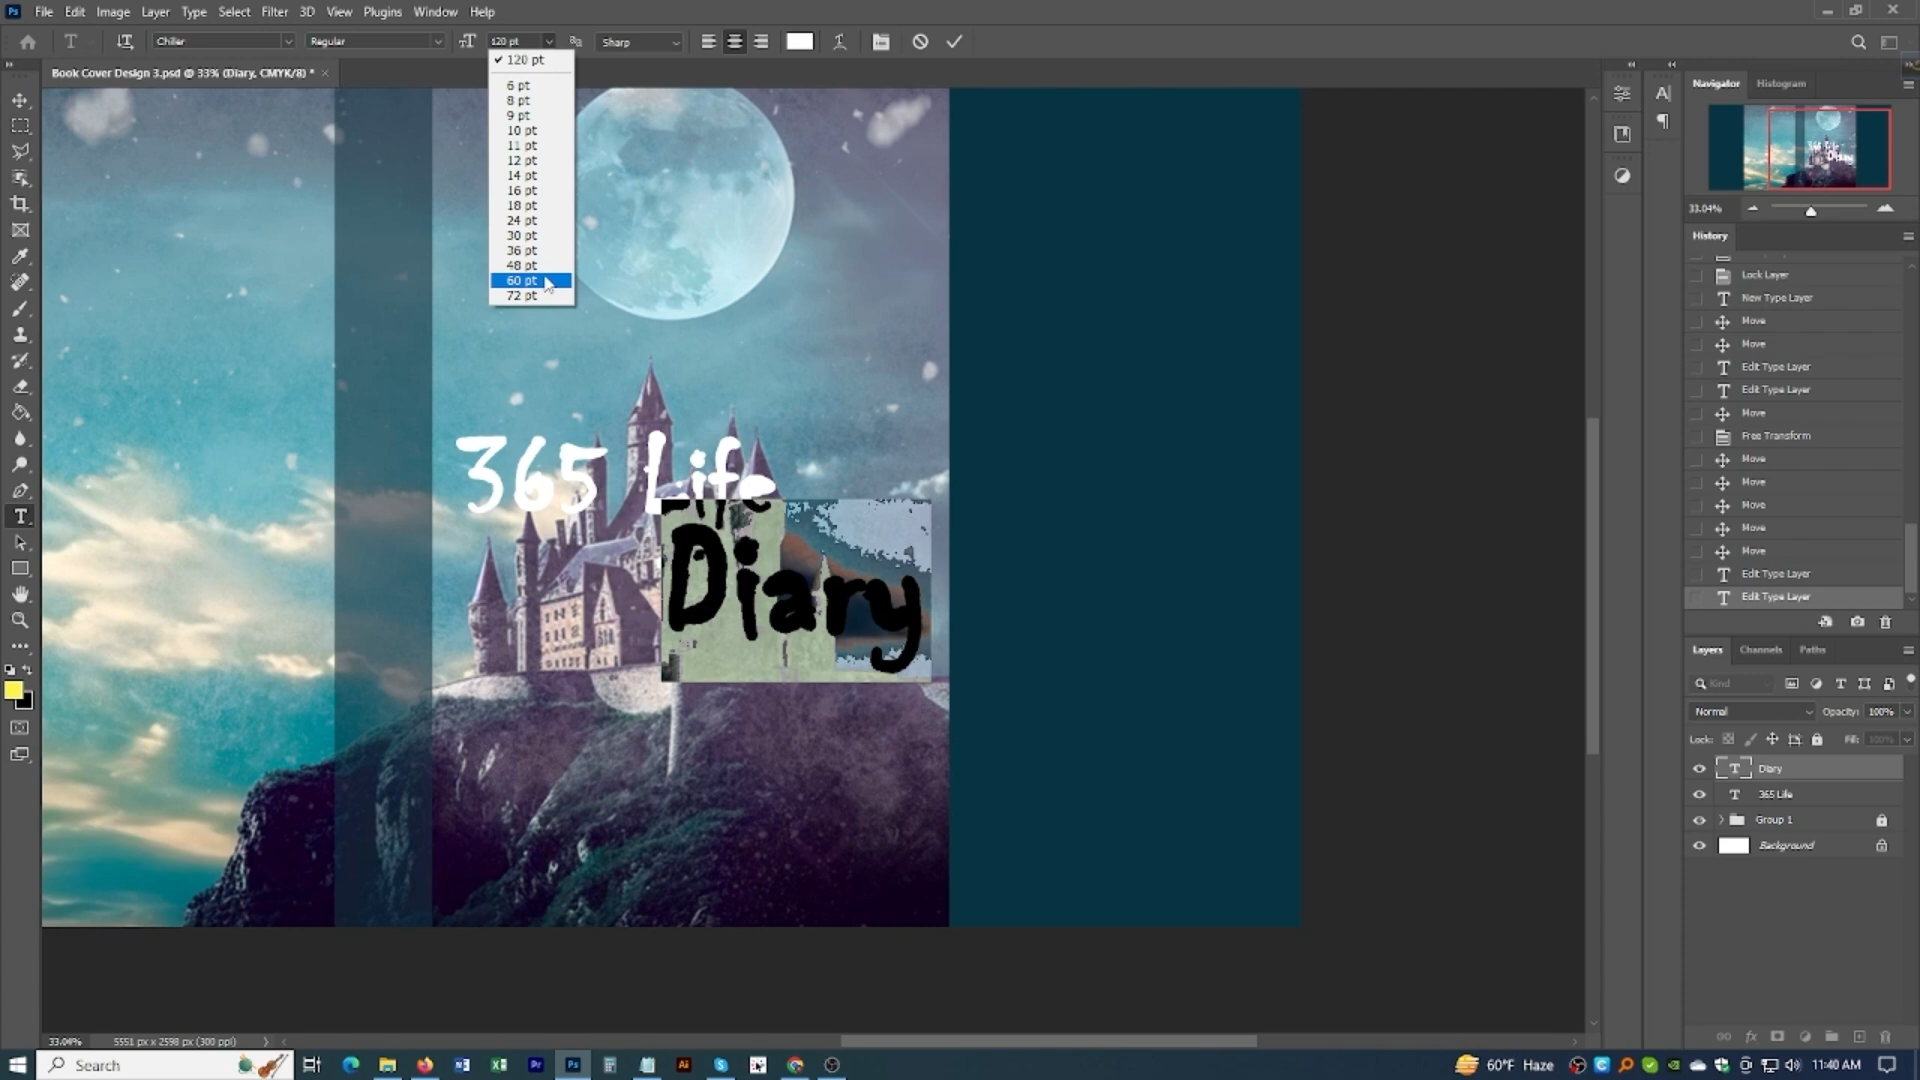 Ps File Edit Image Layer Type Select Filter 3D View Plugins Window Help
Chiller Regular 120 pt Sharp
Book Cover Design 3.psd @ 33% (Diary, CMYK/8) *
120 pt
6 pt
8 pt
9 pt
10 pt
11 pt
12 pt
14 pt
16 pt
18 pt
24 pt
30 pt
36 pt
48 pt
60 pt
72 pt
365 Life
Diary
Navigator Histogram
365 Life
Diary
33.04%
History
Lock Layer
New Type Layer
Move
Move
Edit Type Layer
Edit Type Layer
Move
Free Transform
Move
Move
Move
Move
Move
Edit Type Layer
Edit Type Layer
Layers Channels Paths
Kind
Normal Opacity: 100%
Lock: Fill: 100%
Diary
365 Life
Group 1
Background
33.04% 5551 px x 2598 px (300 ppi)
Search
60°F Haze 11:40 AM